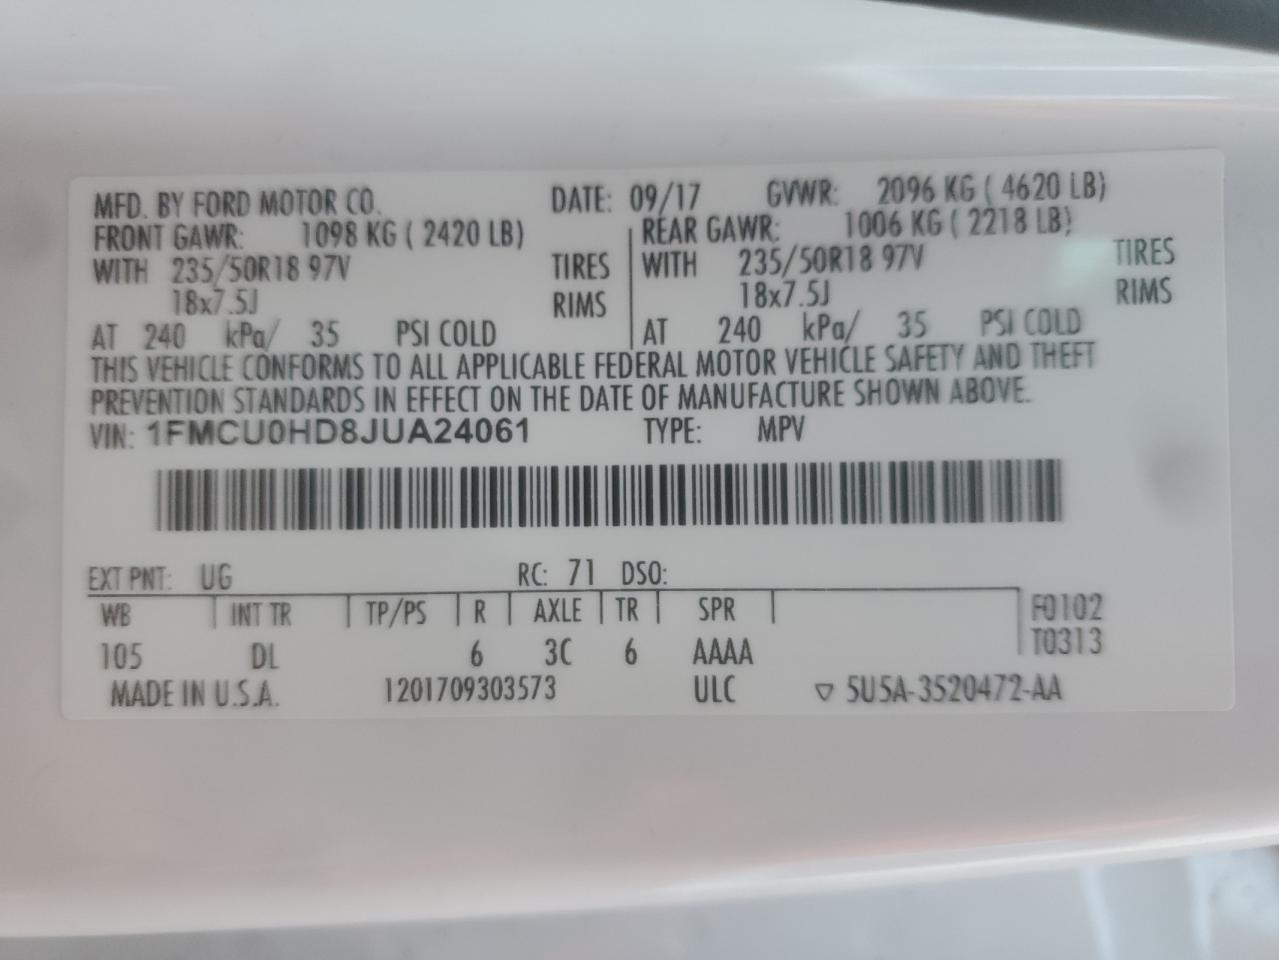 MFD. BY FORD MOTOR CO. DATE: 09/17 GVWR: 2096 KG ( 4620 LB)
FRONT GAWR: 1098 KG ( 2420 LB) REAR GAWR: 1006 KG ( 2218 LB)
WITH 235/50R18 97V TIRES WITH 235/50R18 97V TIRES
18x7.5J RIMS 18x7.5J RIMS
AT 240 kPa/ 35 PSI COLD AT 240 kPa/ 35 PSI COLD
THIS VEHICLE CONFORMS TO ALL APPLICABLE FEDERAL MOTOR VEHICLE SAFETY AND THEFT
PREVENTION STANDARDS IN EFFECT ON THE DATE OF MANUFACTURE SHOWN ABOVE.
VIN: 1FMCU0HD8JUA24061 TYPE: MPV
EXT PNT: UG RC: 71 DSO:
WB INT TR TP/PS R AXLE TR SPR F0102
105 DL 6 3C 6 AAAA T0313
MADE IN U.S.A. 1201709303573 ULC ▽ 5U5A-3520472-AA